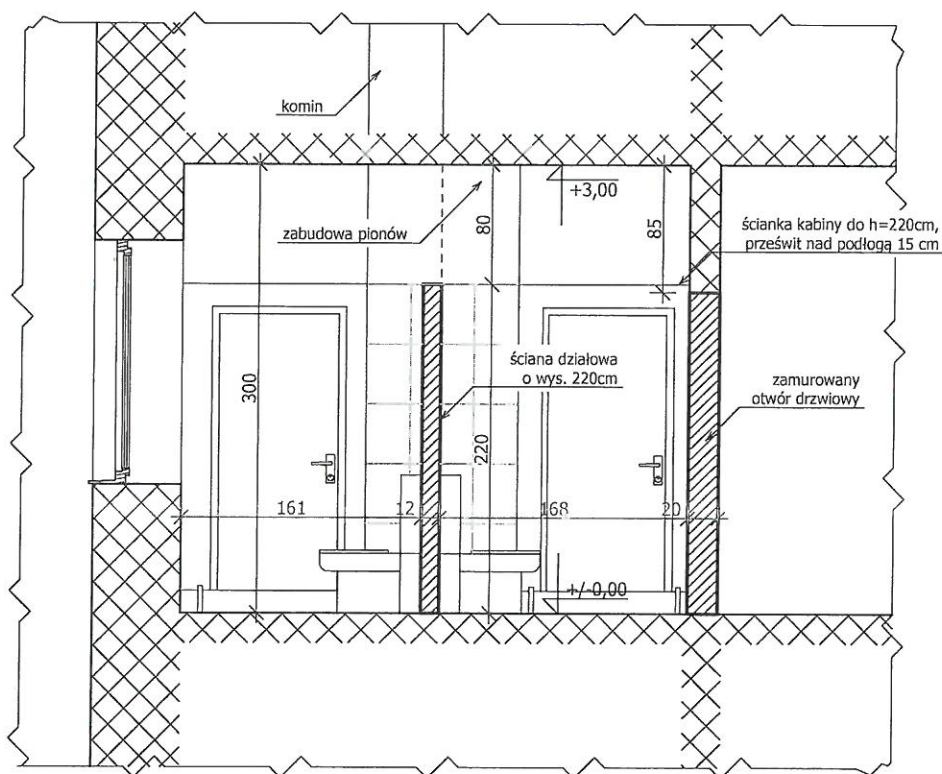 komin
+3,00
zabudowa pionów
80
85
ścianka kabiny do h=220cm,
prześwit nad podłogą 15 cm
300
ściana działowa
o wys. 220cm
zamurowany
otwór drzwiowy
220
161
12
168
20
+/-0,00